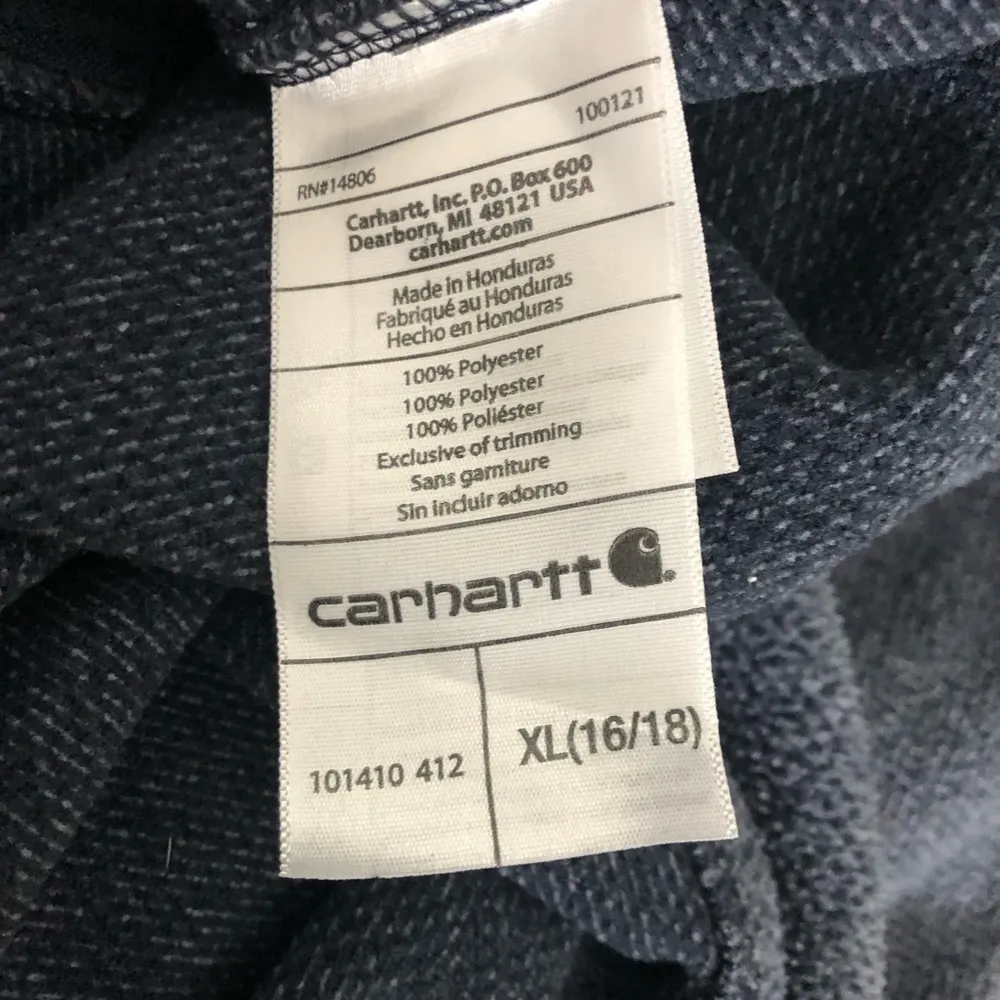 100121
RN#14806
Carhartt, Inc. P.O. Box 600
Dearborn, MI 48121 USA
carhartt.com
Made in Honduras
Fabriqué au Honduras
Hecho en Honduras
100% Polyester
100% Polyester
100% Poliéster
Exclusive of trimming
Sans garniture
Sin incluir adorno
carhartt
101410 412
XL(16/18)